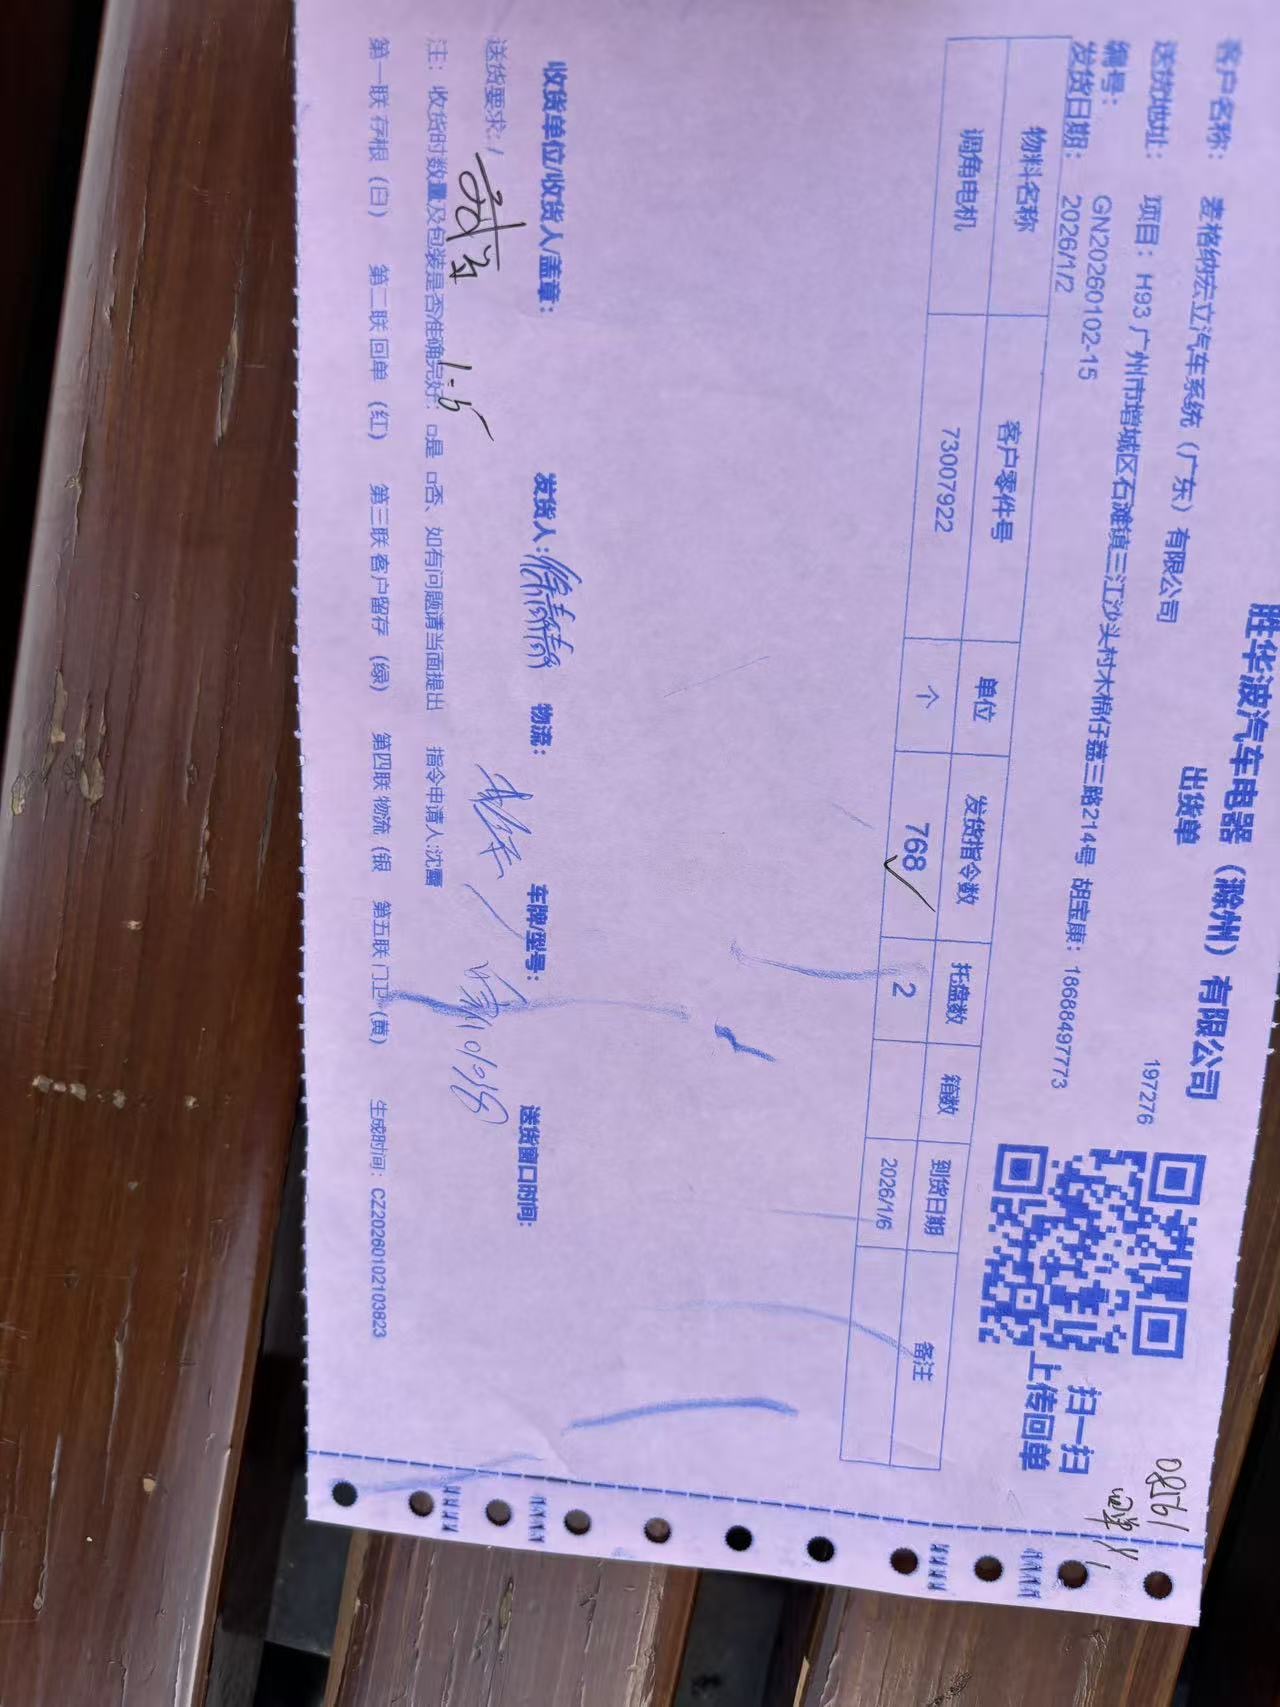 胜华波汽车电器（滁州）有限公司
出货单
197276
客户名称： 麦格纳宏立汽车系统（广东）有限公司
送货地址： 项目：H93 广州市增城区石滩镇三江沙头村木棉仔荔三路214号 胡宝康：18688497773
编号： GN20260102-15
发货日期： 2026/1/2
扫一扫
上传回单
物料名称 客户零件号 单位 发货指令数 托盘数 箱数 到货日期 备注
调角电机 73007922 个 768 2 2026/1/6
收货单位/收货人/盖章： 发货人: 物流： 车牌/型号： 送货窗口时间:
1-5
送货要求:/
注： 收货时数量及包装是否准确完好： □是 □否、如有问题请当面提出 指令申请人:沈露
第一联 存根（白） 第二联 回单（红） 第三联 客户留存（绿） 第四联 物流（银 第五联 门卫（黄） 生成时间：CZ20260102103823